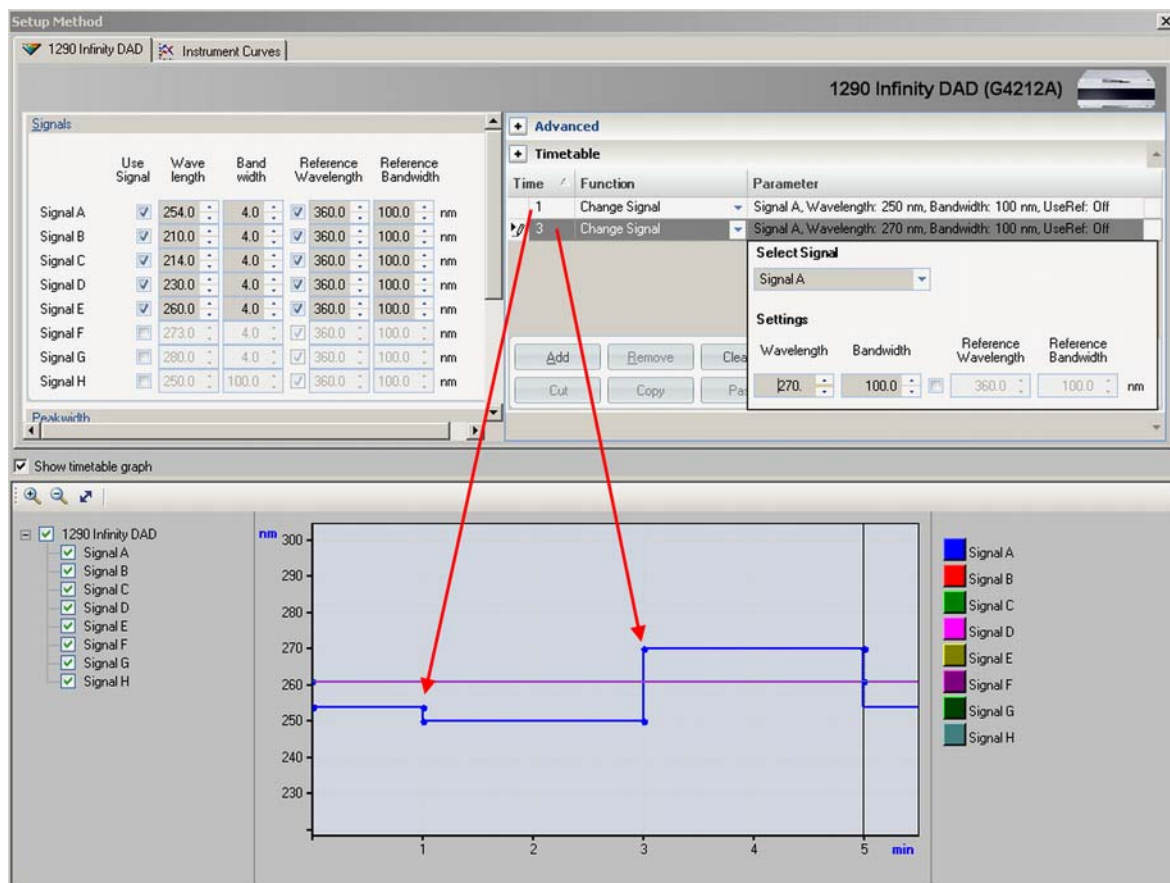 Setup Method
1290 Infinity DAD
Instrument Curves
1290 Infinity DAD (G4212A)
Signals
Use Signal
Wave length
Band width
Reference Wavelength
Reference Bandwidth
Signal A 254.0 4.0 360.0 100.0 nm
Signal B 210.0 4.0 360.0 100.0 nm
Signal C 214.0 4.0 360.0 100.0 nm
Signal D 230.0 4.0 360.0 100.0 nm
Signal E 260.0 4.0 360.0 100.0 nm
Signal F 273.0 4.0 360.0 100.0 nm
Signal G 280.0 4.0 360.0 100.0 nm
Signal H 250.0 100.0 360.0 100.0 nm
Peakwidth
Advanced
Timetable
Time Function Parameter
1 Change Signal Signal A, Wavelength: 250 nm, Bandwidth: 100 nm, UseRef: Off
3 Change Signal Signal A, Wavelength: 270 nm, Bandwidth: 100 nm, UseRef: Off
Select Signal
Signal A
Settings
Wavelength
Bandwidth
Reference Wavelength
Reference Bandwidth
270. 100.0 360.0 100.0 nm
Add Remove Clea
Cut Copy Pas
Show timetable graph
1290 Infinity DAD
Signal A
Signal B
Signal C
Signal D
Signal E
Signal F
Signal G
Signal H
nm
300
290
280
270
260
250
240
230
1 2 3 4 5 min
Signal A
Signal B
Signal C
Signal D
Signal E
Signal F
Signal G
Signal H